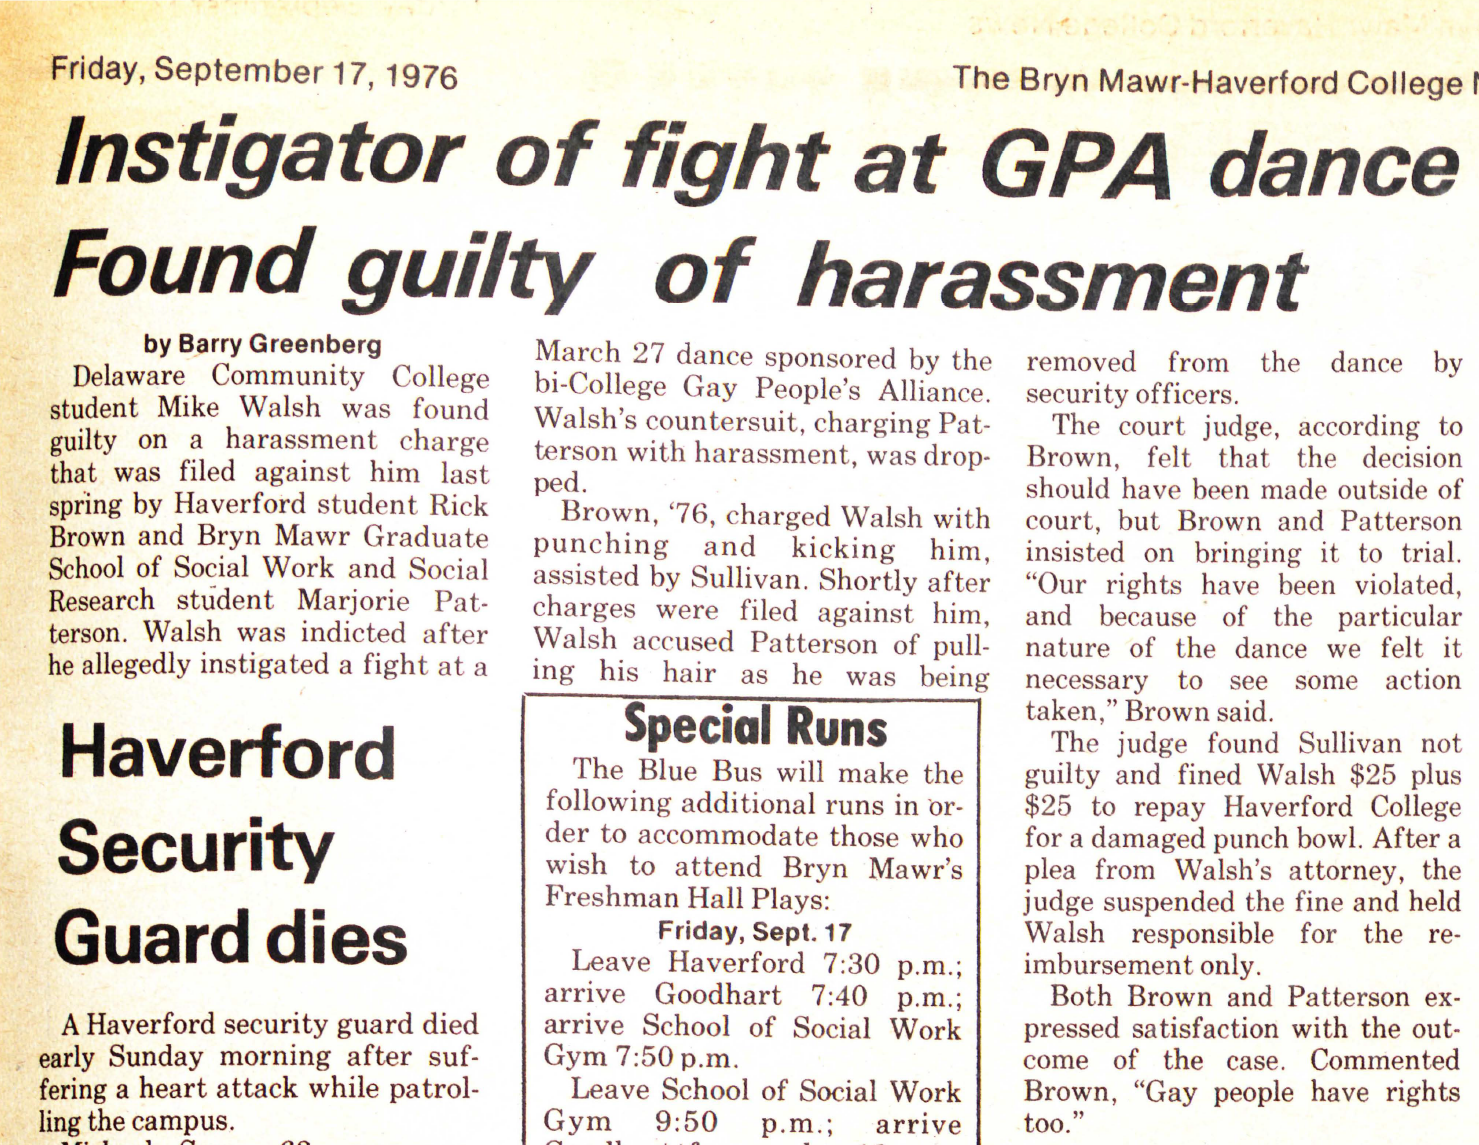 Friday, September 17, 1976
The Bryn Mawr-Haverford College
Instigator of fight at GPA dance
Found guilty of harassment
by Barry Greenberg
Delaware Community College
student Mike Walsh was found
guilty on a harassment charge
that was filed against him last
spring by Haverford student Rick
Brown and Bryn Mawr Graduate
School of Social Work and Social
Research student Marjorie Pat-
terson. Walsh was indicted after
he allegedly instigated a fight at a
March 27 dance sponsored by the
bi-College Gay People's Alliance.
Walsh's countersuit, charging Pat-
terson with harassment, was drop-
ped.
Brown, '76, charged Walsh with
punching and kicking him,
assisted by Sullivan. Shortly after
charges were filed against him,
Walsh accused Patterson of pull-
ing his hair as he was being
removed from the dance by
security officers.
The court judge, according to
Brown, felt that the decision
should have been made outside of
court, but Brown and Patterson
insisted on bringing it to trial.
“Our rights have been violated,
and because of the particular
nature of the dance we felt it
necessary to see some action
taken,” Brown said.
The judge found Sullivan not
guilty and fined Walsh $25 plus
$25 to repay Haverford College
for a damaged punch bowl. After a
plea from Walsh's attorney, the
judge suspended the fine and held
Walsh responsible for the re-
imbursement only.
Both Brown and Patterson ex-
pressed satisfaction with the out-
come of the case. Commented
Brown, “Gay people have rights
too.”
Haverford
Security
Guard dies
A Haverford security guard died
early Sunday morning after suf-
fering a heart attack while patrol-
ling the campus.
Special Runs
The Blue Bus will make the
following additional runs in or-
der to accommodate those who
wish to attend Bryn Mawr's
Freshman Hall Plays:
Friday, Sept. 17
Leave Haverford 7:30 p.m.;
arrive Goodhart 7:40 p.m.;
arrive School of Social Work
Gym 7:50 p.m.
Leave School of Social Work
Gym 9:50 p.m.; arrive